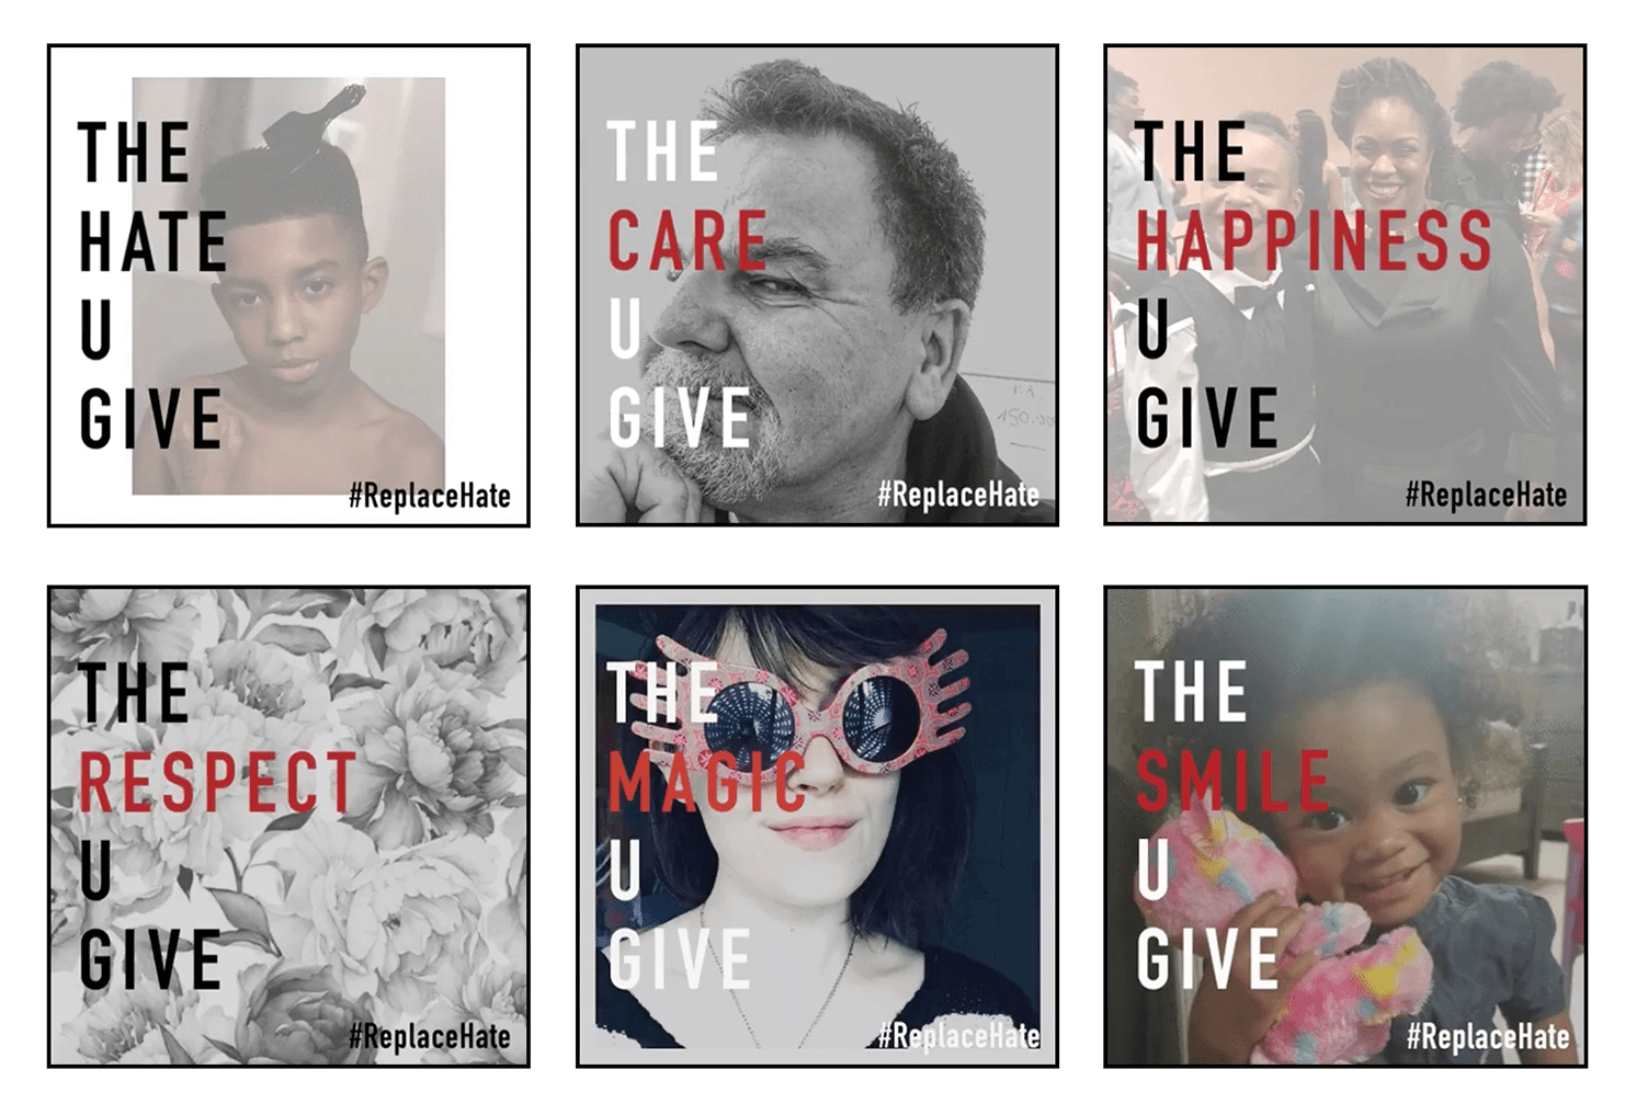 THE
HATE
U
GIVE
#ReplaceHate
THE
CARE
U
GIVE
#ReplaceHate
THE
HAPPINESS
U
GIVE
#ReplaceHate
THE
RESPECT
U
GIVE
#ReplaceHate
THE
MAGIC
U
GIVE
#ReplaceHate
THE
SMILE
U
GIVE
#ReplaceHate